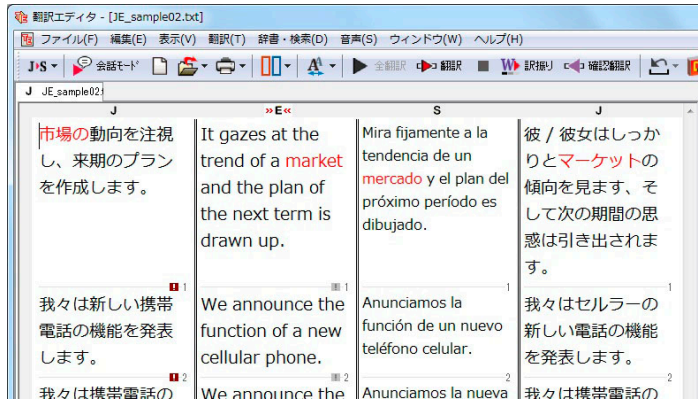 翻訳エディタ - [JE_sample02.txt]
ファイル(F) 編集(E) 表示(V) 翻訳(T) 辞書・検索(D) 音声(S) ウィンドウ(W) ヘルプ(H)
J›S 会話モード 全翻訳 翻訳 訳振り 確認翻訳
J JE_sample02
J »E« S J
市場の動向を注視
し、来期のプラン
を作成します。
1
It gazes at the
trend of a market
and the plan of
the next term is
drawn up.
1
Mira fijamente a la
tendencia de un
mercado y el plan del
próximo período es
dibujado.
1
彼 / 彼女はしっか
りとマーケットの
傾向を見ます、そ
して次の期間の思
惑は引き出されま
す。
1
我々は新しい携帯
電話の機能を発表
します。
2
We announce the
function of a new
cellular phone.
2
Anunciamos la
función de un nuevo
teléfono celular.
2
我々はセルラーの
新しい電話の機能
を発表します。
2
我々は携帯電話の
We announce the
Anunciamos la nueva
我々は携帯電話の